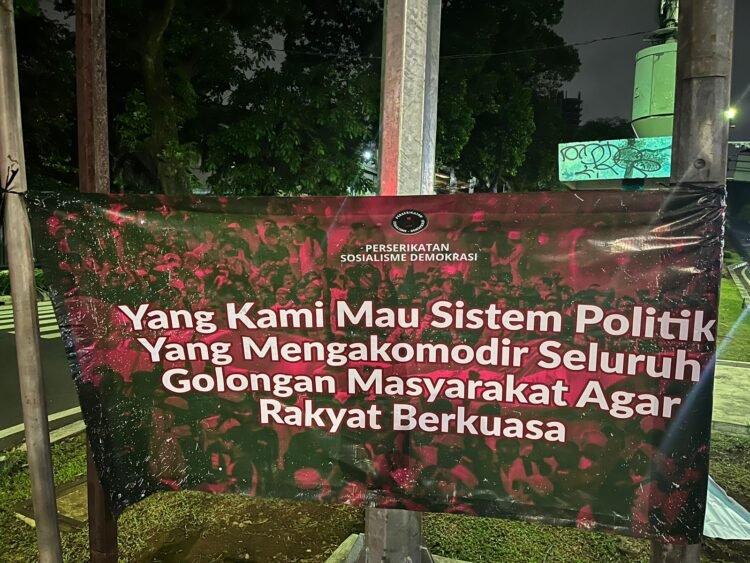 PERSERIKATAN
SOSIALISME DEMOKRASI
Yang Kami Mau Sistem Politik
Yang Mengakomodir Seluruh
Golongan Masyarakat Agar
Rakyat Berkuasa